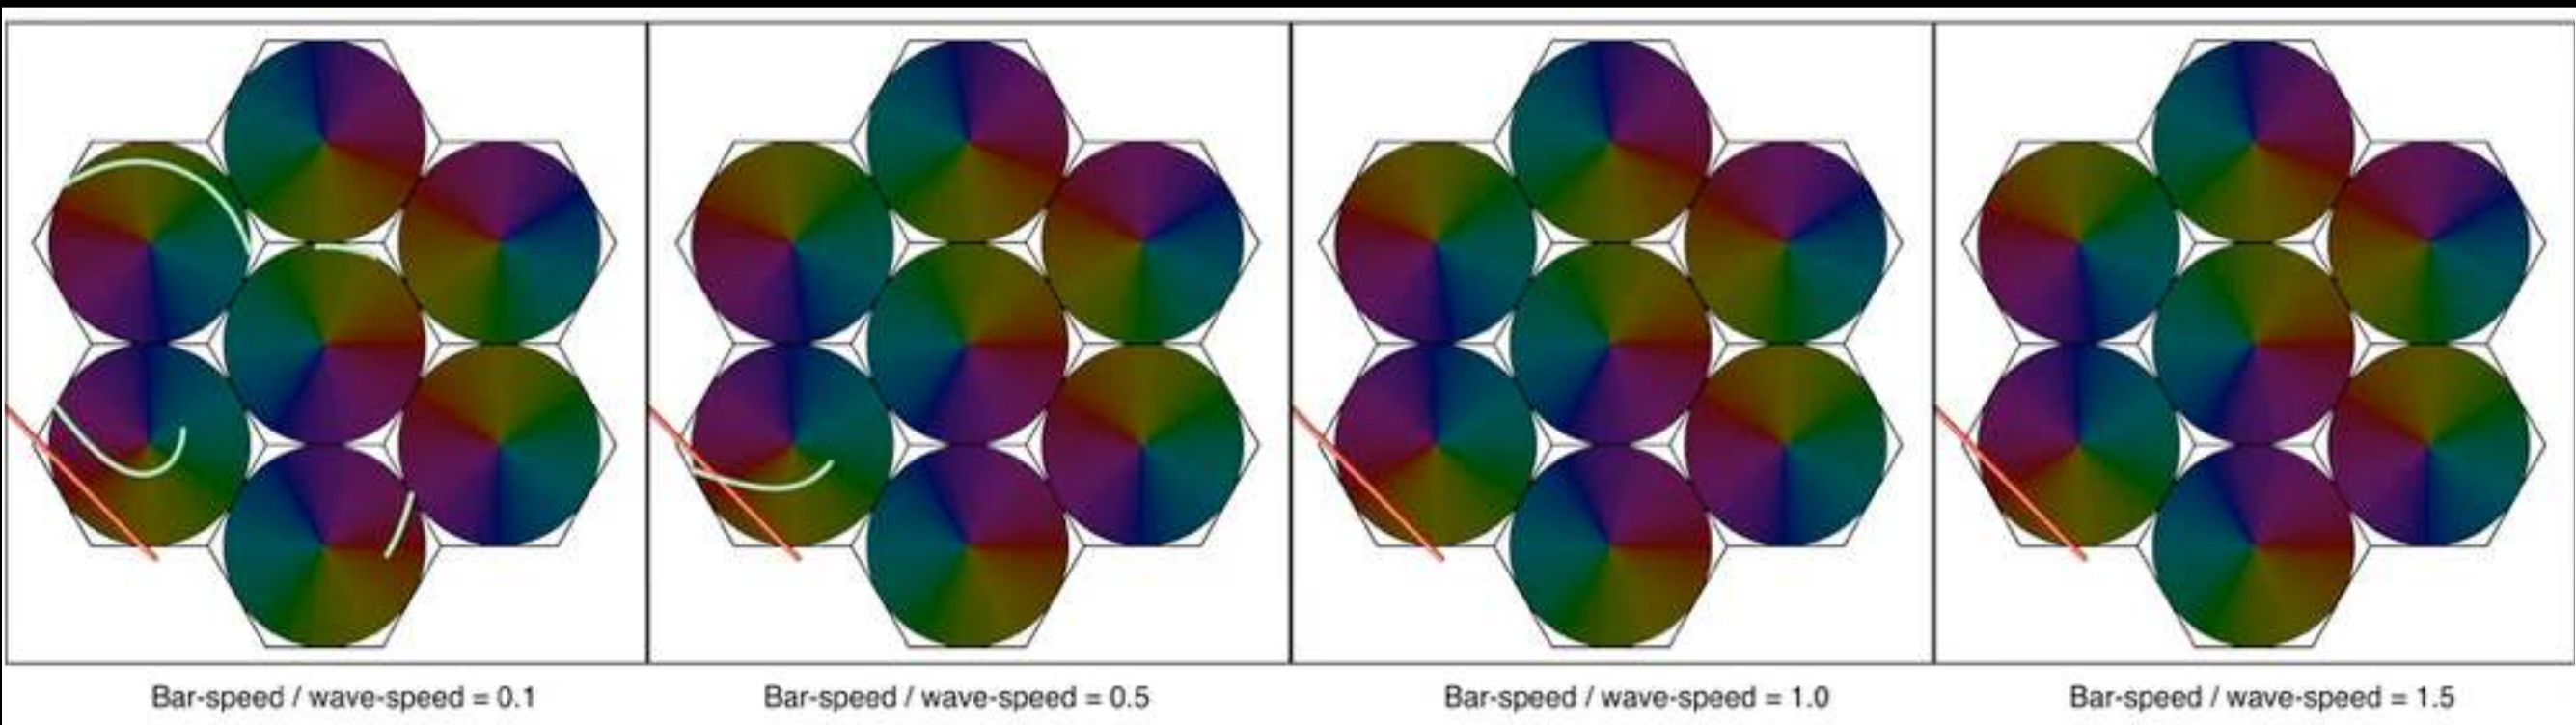 Bar-speed / wave-speed = 0.1
Bar-speed / wave-speed = 0.5
Bar-speed / wave-speed = 1.0
Bar-speed / wave-speed = 1.5